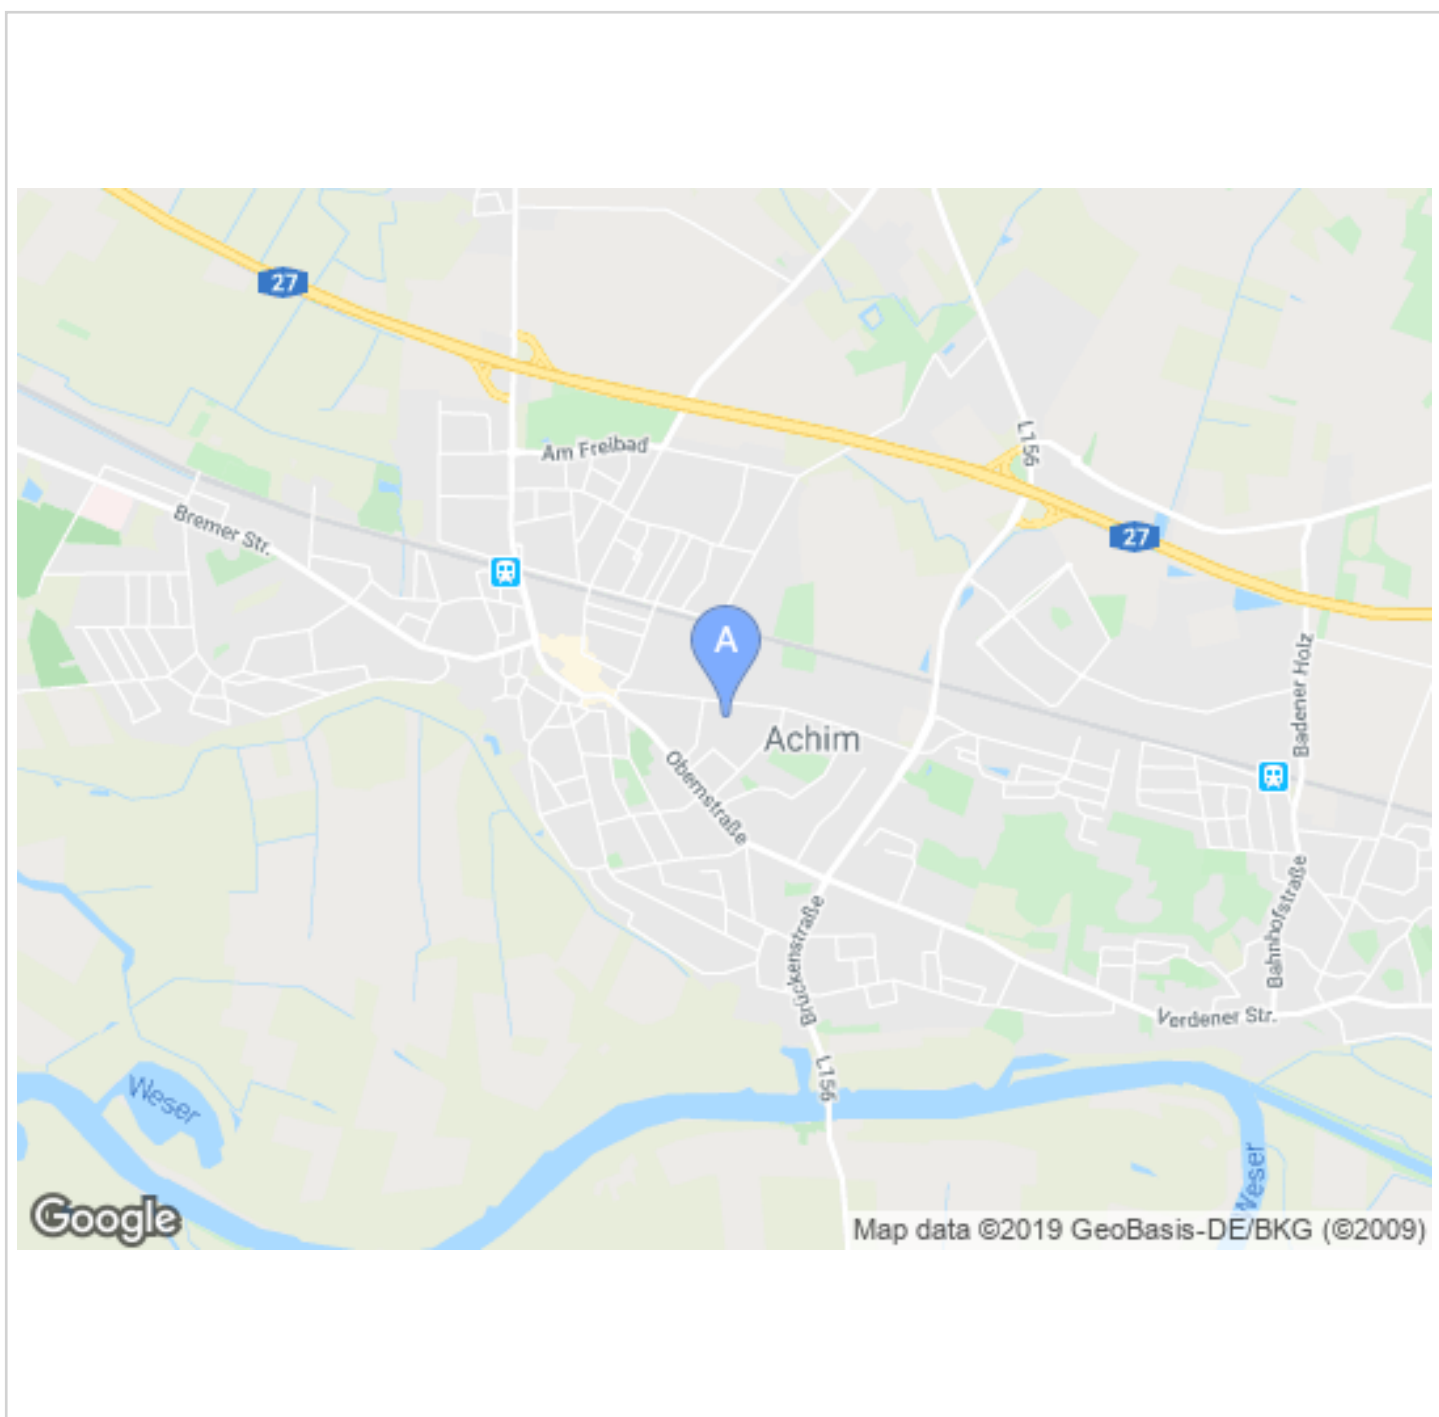 27
L156
Am Freibad
Bremer Str.
27
A
Badener Holz
Achim
Obernstraße
Bahnhofstraße
Brückenstraße
Verdener Str.
L156
Weser
Weser
Google
Map data ©2019 GeoBasis-DE/BKG (©2009)